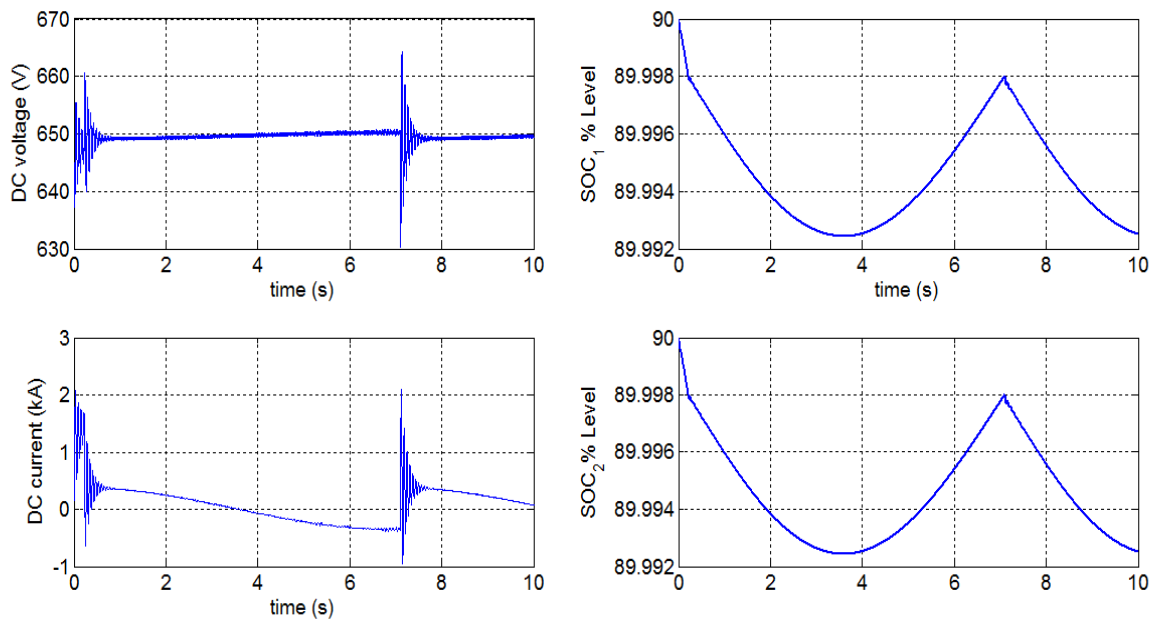 DC voltage (V)
670
660
650
640
630
0 2 4 6 8 10
time (s)
SOC1 % Level
90
89.998
89.996
89.994
89.992
0 2 4 6 8 10
time (s)
DC current (kA)
3
2
1
0
-1
0 2 4 6 8 10
time (s)
SOC2 % Level
90
89.998
89.996
89.994
89.992
0 2 4 6 8 10